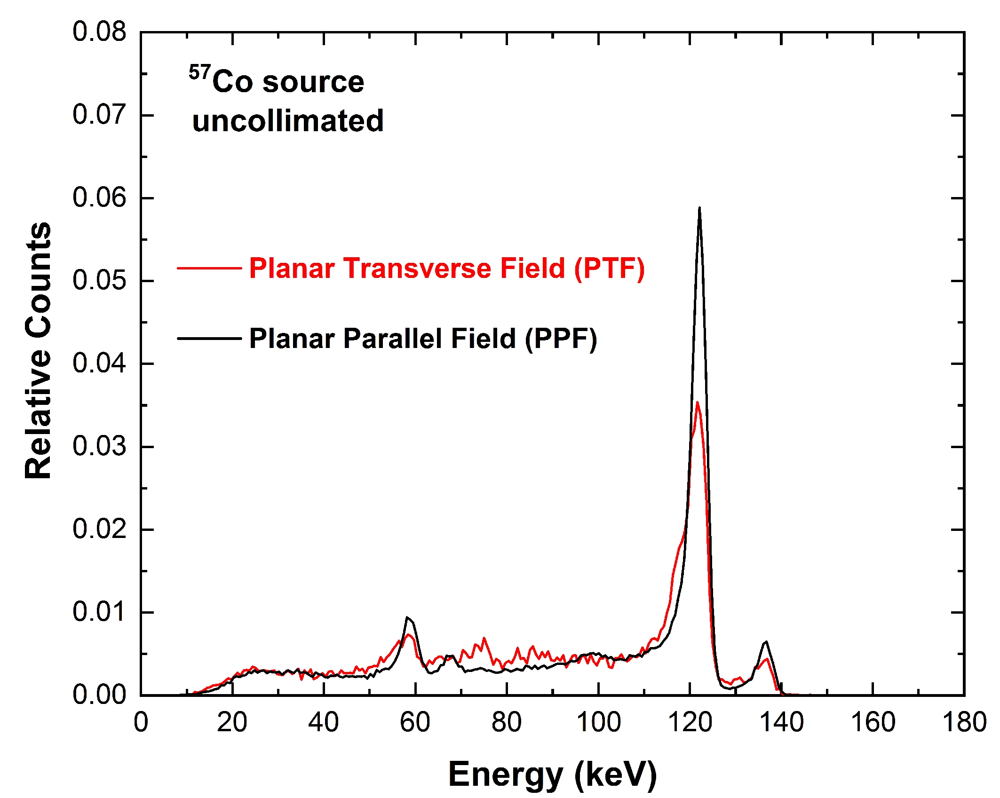 0.08
0.07
0.06
0.05
0.04
0.03
0.02
0.01
0.00
Relative Counts
⁵⁷Co source
uncollimated
Planar Transverse Field (PTF)
Planar Parallel Field (PPF)
0 20 40 60 80 100 120 140 160 180
Energy (keV)